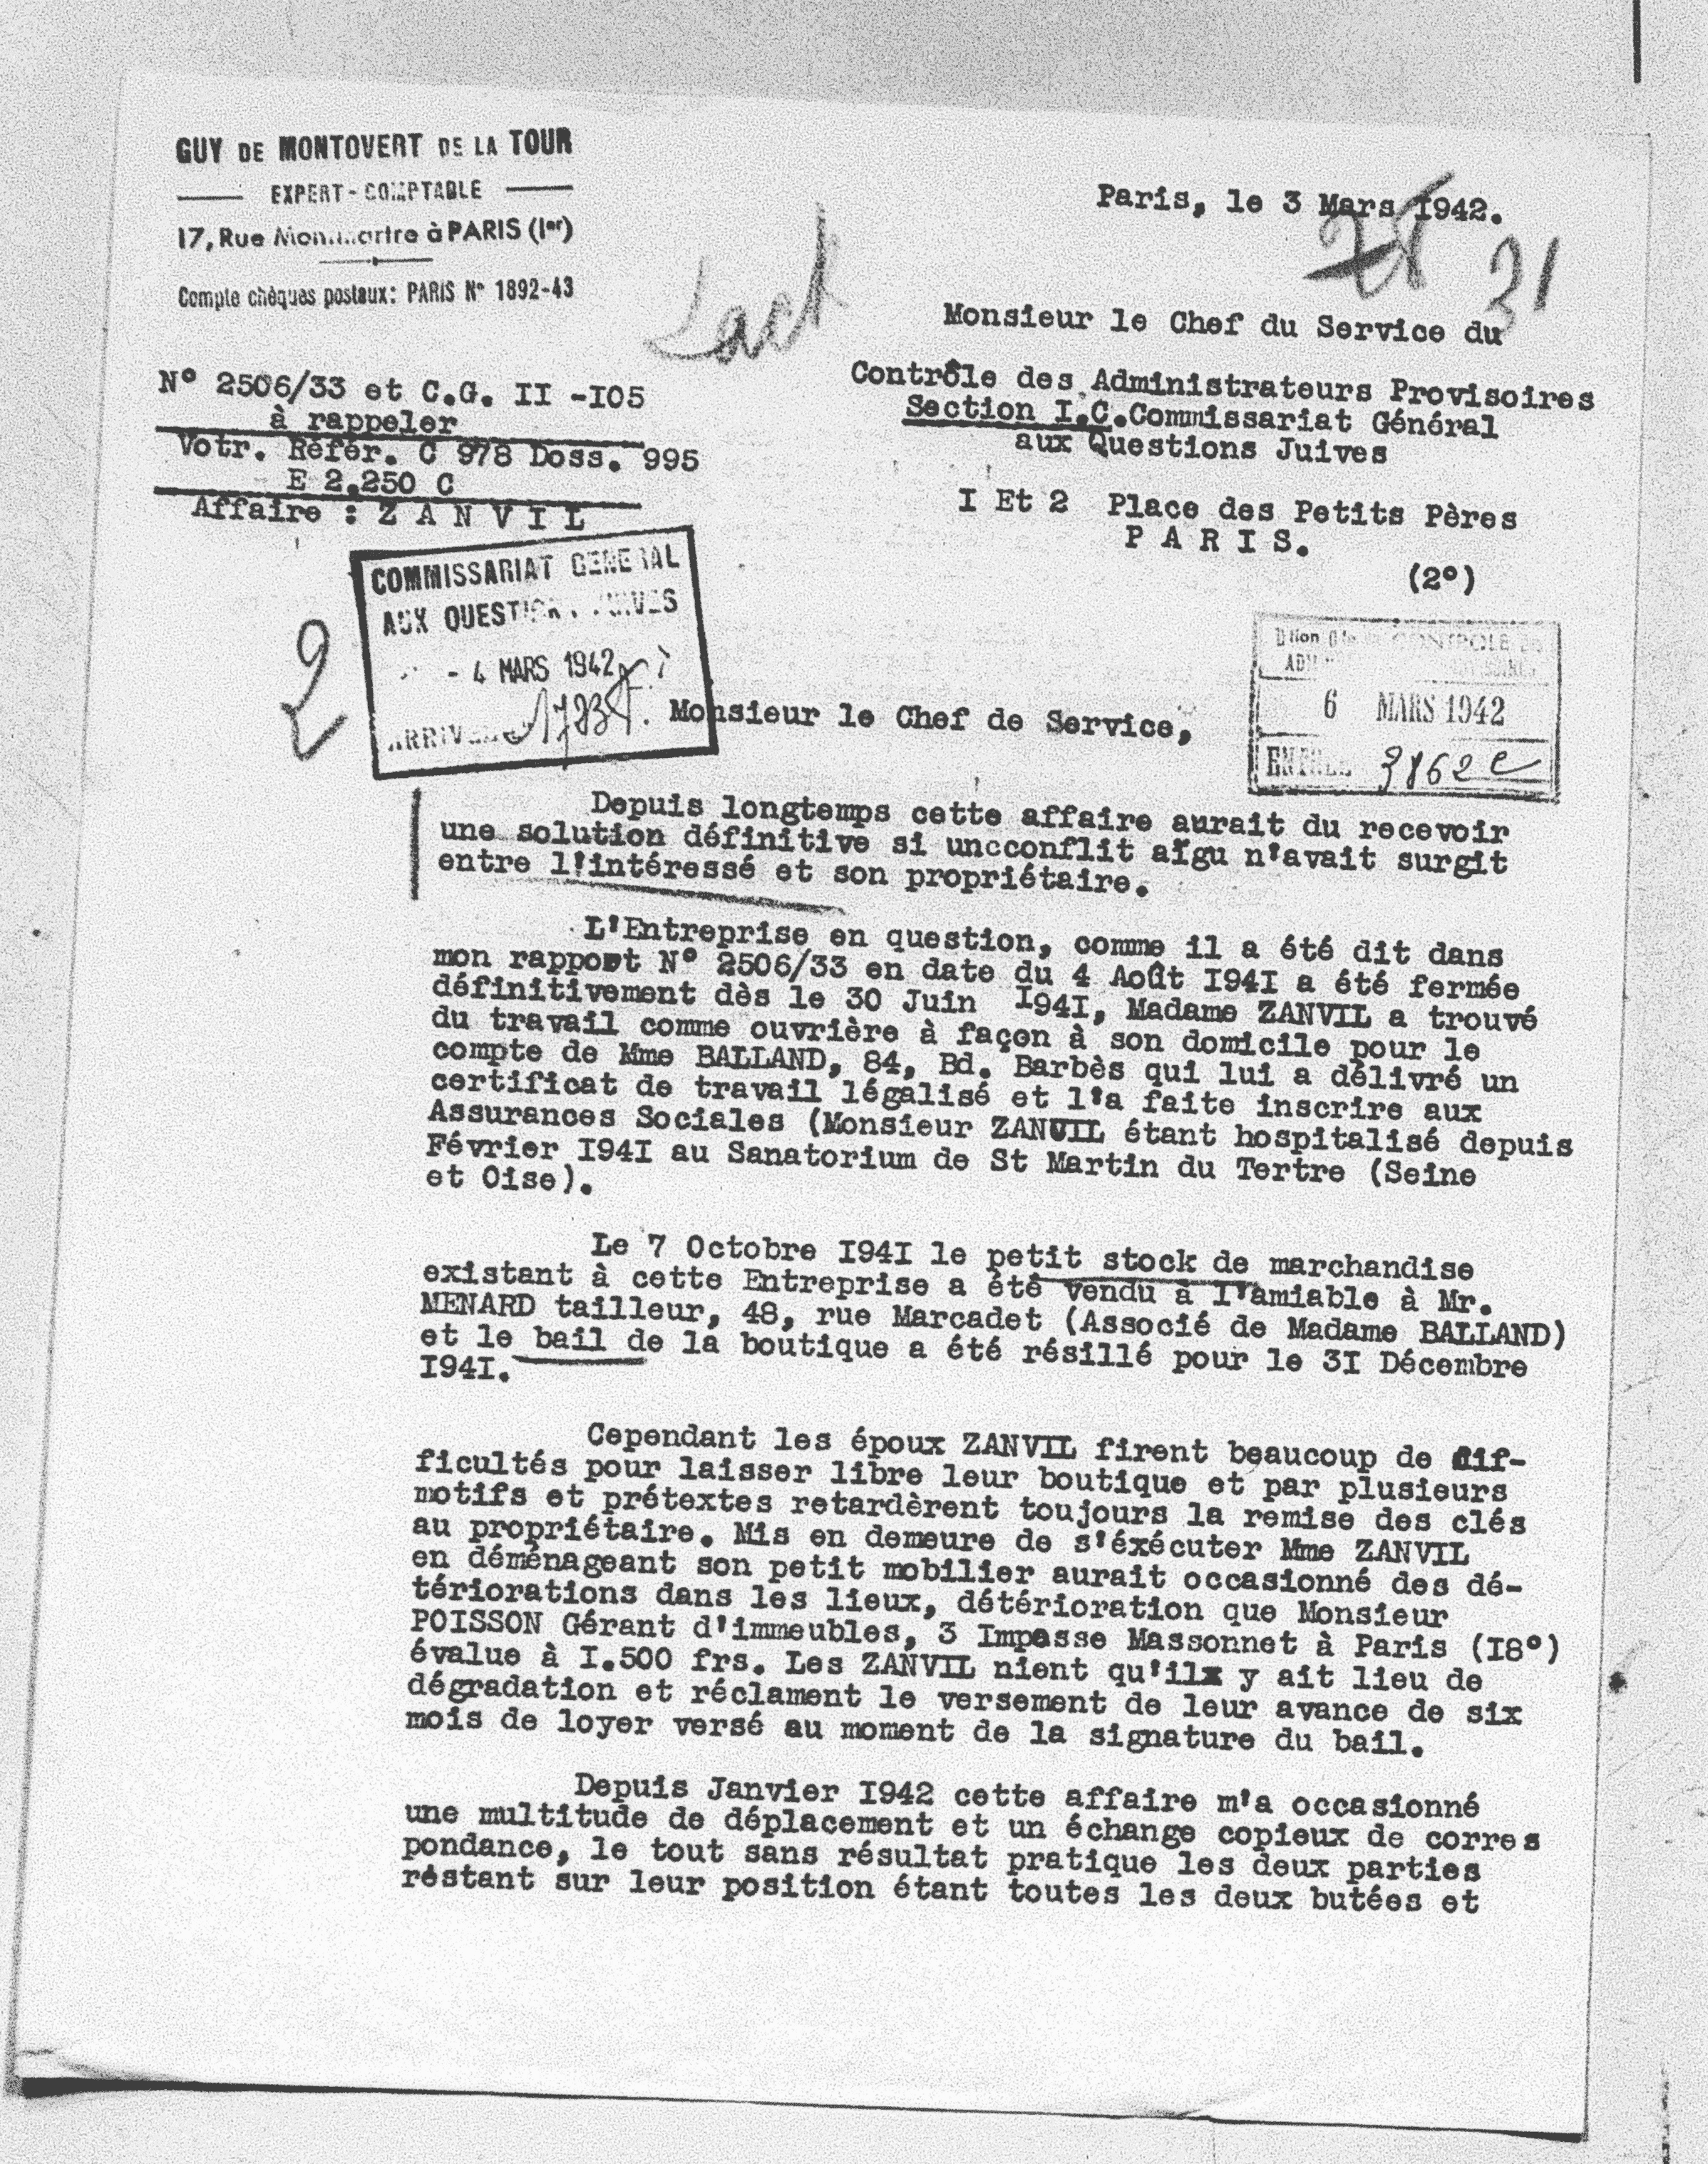 GUY DE MONTOVERT DE LA TOUR
EXPERT-COMPTABLE
17, Rue Montmartre à PARIS (Ier)
Compte chèques postaux: PARIS N° 1892-43
Paris, le 3 Mars I942.
28
31
Monsieur le Chef du Service du
Contrôle des Administrateurs Provisoires
Section I.C.Commissariat Général
aux Questions Juives
I Et 2 Place des Petits Pères
P A R I S.
(2°)
N° 2506/33 et C.G. II -I05
à rappeler
Votr. Référ. C 978 Doss. 995
E 2.250 C
Affaire : Z A N V I L
COMMISSARIAT GENERAL
AUX QUESTIONS JUIVES
- 4 MARS 1942
ARRIVEE
2
CONTROLE
6 MARS 1942
ENTREE 3862 C
Monsieur le Chef de Service,
Depuis longtemps cette affaire aurait du recevoir
une solution définitive si uncconflit aïgu n'avait surgit
entre l'intéressé et son propriétaire.
L'Entreprise en question, comme il a été dit dans
mon rapport N° 2506/33 en date du 4 Août I94I a été fermée
définitivement dès le 30 Juin I94I, Madame ZANVIL a trouvé
du travail comme ouvrière à façon à son domicile pour le
compte de Mme BALLAND, 84, Bd. Barbès qui lui a délivré un
certificat de travail légalisé et l'a faite inscrire aux
Assurances Sociales (Monsieur ZANVIL étant hospitalisé depuis
Février I94I au Sanatorium de St Martin du Tertre (Seine
et Oise).
Le 7 Octobre I94I le petit stock de marchandise
existant à cette Entreprise a été vendu à l'amiable à Mr.
MENARD tailleur, 48, rue Marcadet (Associé de Madame BALLAND)
et le bail de la boutique a été résillé pour le 3I Décembre
I94I.
Cependant les époux ZANVIL firent beaucoup de dif-
ficultés pour laisser libre leur boutique et par plusieurs
motifs et prétextes retardèrent toujours la remise des clés
au propriétaire. Mis en demeure de s'éxécuter Mme ZANVIL
en déménageant son petit mobilier aurait occasionné des dé-
tériorations dans les lieux, détérioration que Monsieur
POISSON Gérant d'immeubles, 3 Impasse Massonnet à Paris (I8°)
évalue à I.500 frs. Les ZANVIL nient qu'ilx y ait lieu de
dégradation et réclament le versement de leur avance de six
mois de loyer versé au moment de la signature du bail.
Depuis Janvier I942 cette affaire m'a occasionné
une multitude de déplacement et un échange copieux de corres
pondance, le tout sans résultat pratique les deux parties
restant sur leur position étant toutes les deux butées et